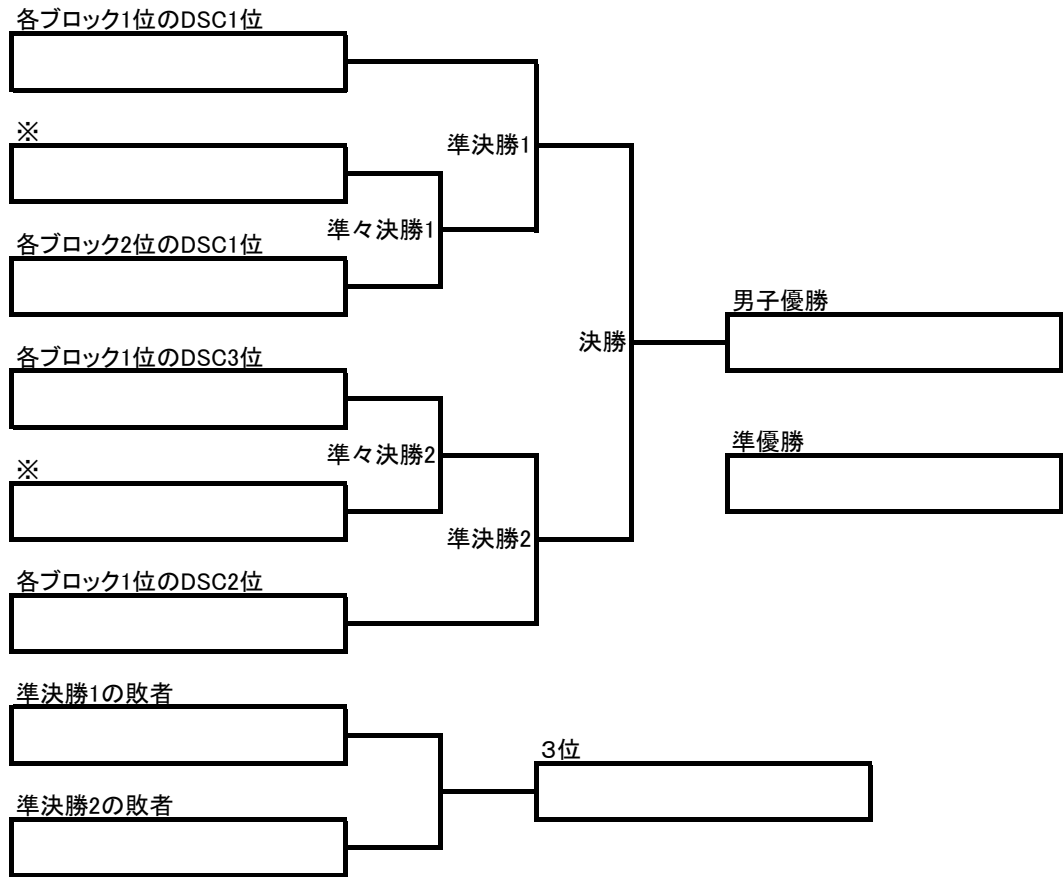 各ブロック1位のDSC1位
※
準決勝1
準々決勝1
各ブロック2位のDSC1位
男子優勝
決勝
各ブロック1位のDSC3位
準優勝
準々決勝2
※
準決勝2
各ブロック1位のDSC2位
準決勝1の敗者
３位
準決勝2の敗者